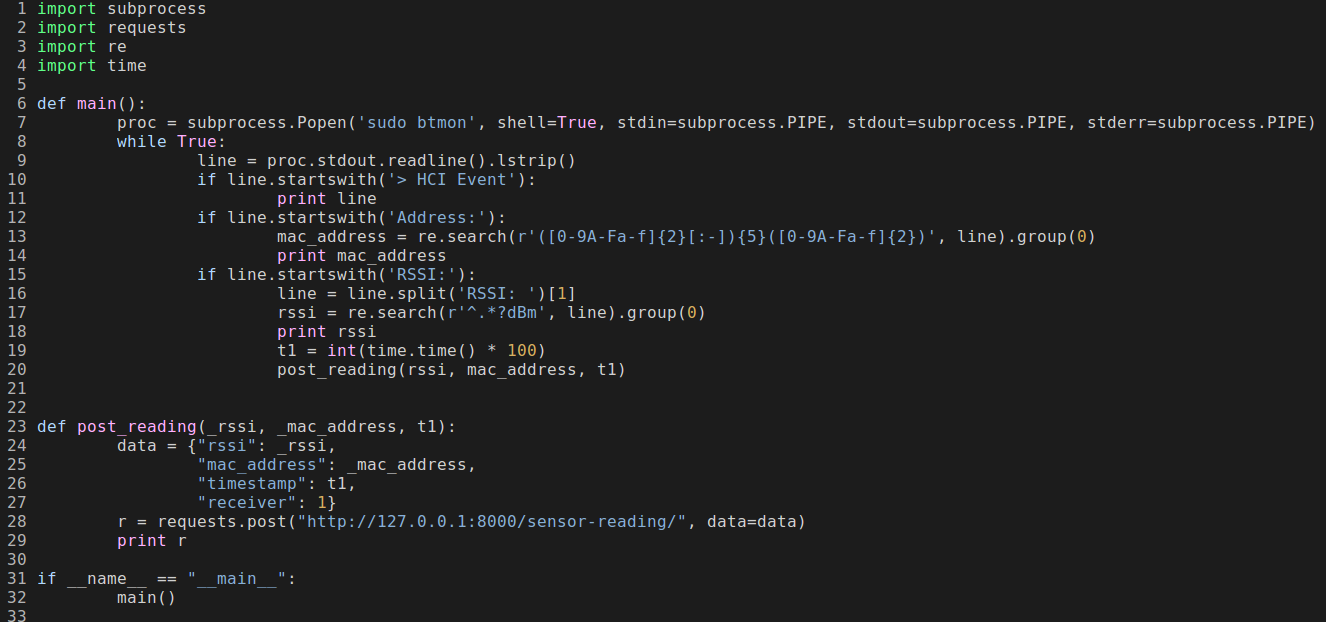 1 import subprocess
2 import requests
3 import re
4 import time
5
6 def main():
7         proc = subprocess.Popen('sudo btmon', shell=True, stdin=subprocess.PIPE, stdout=subprocess.PIPE, stderr=subprocess.PIPE)
8         while True:
9                 line = proc.stdout.readline().lstrip()
10                 if line.startswith('> HCI Event'):
11                         print line
12                 if line.startswith('Address:'):
13                         mac_address = re.search(r'([0-9A-Fa-f]{2}[:-]){5}([0-9A-Fa-f]{2})', line).group(0)
14                         print mac_address
15                 if line.startswith('RSSI:'):
16                         line = line.split('RSSI: ')[1]
17                         rssi = re.search(r'^.*?dBm', line).group(0)
18                         print rssi
19                         t1 = int(time.time() * 100)
20                         post_reading(rssi, mac_address, t1)
21
22
23 def post_reading(_rssi, _mac_address, t1):
24         data = {"rssi": _rssi,
25                 "mac_address": _mac_address,
26                 "timestamp": t1,
27                 "receiver": 1}
28         r = requests.post("http://127.0.0.1:8000/sensor-reading/", data=data)
29         print r
30
31 if __name__ == "__main__":
32         main()
33